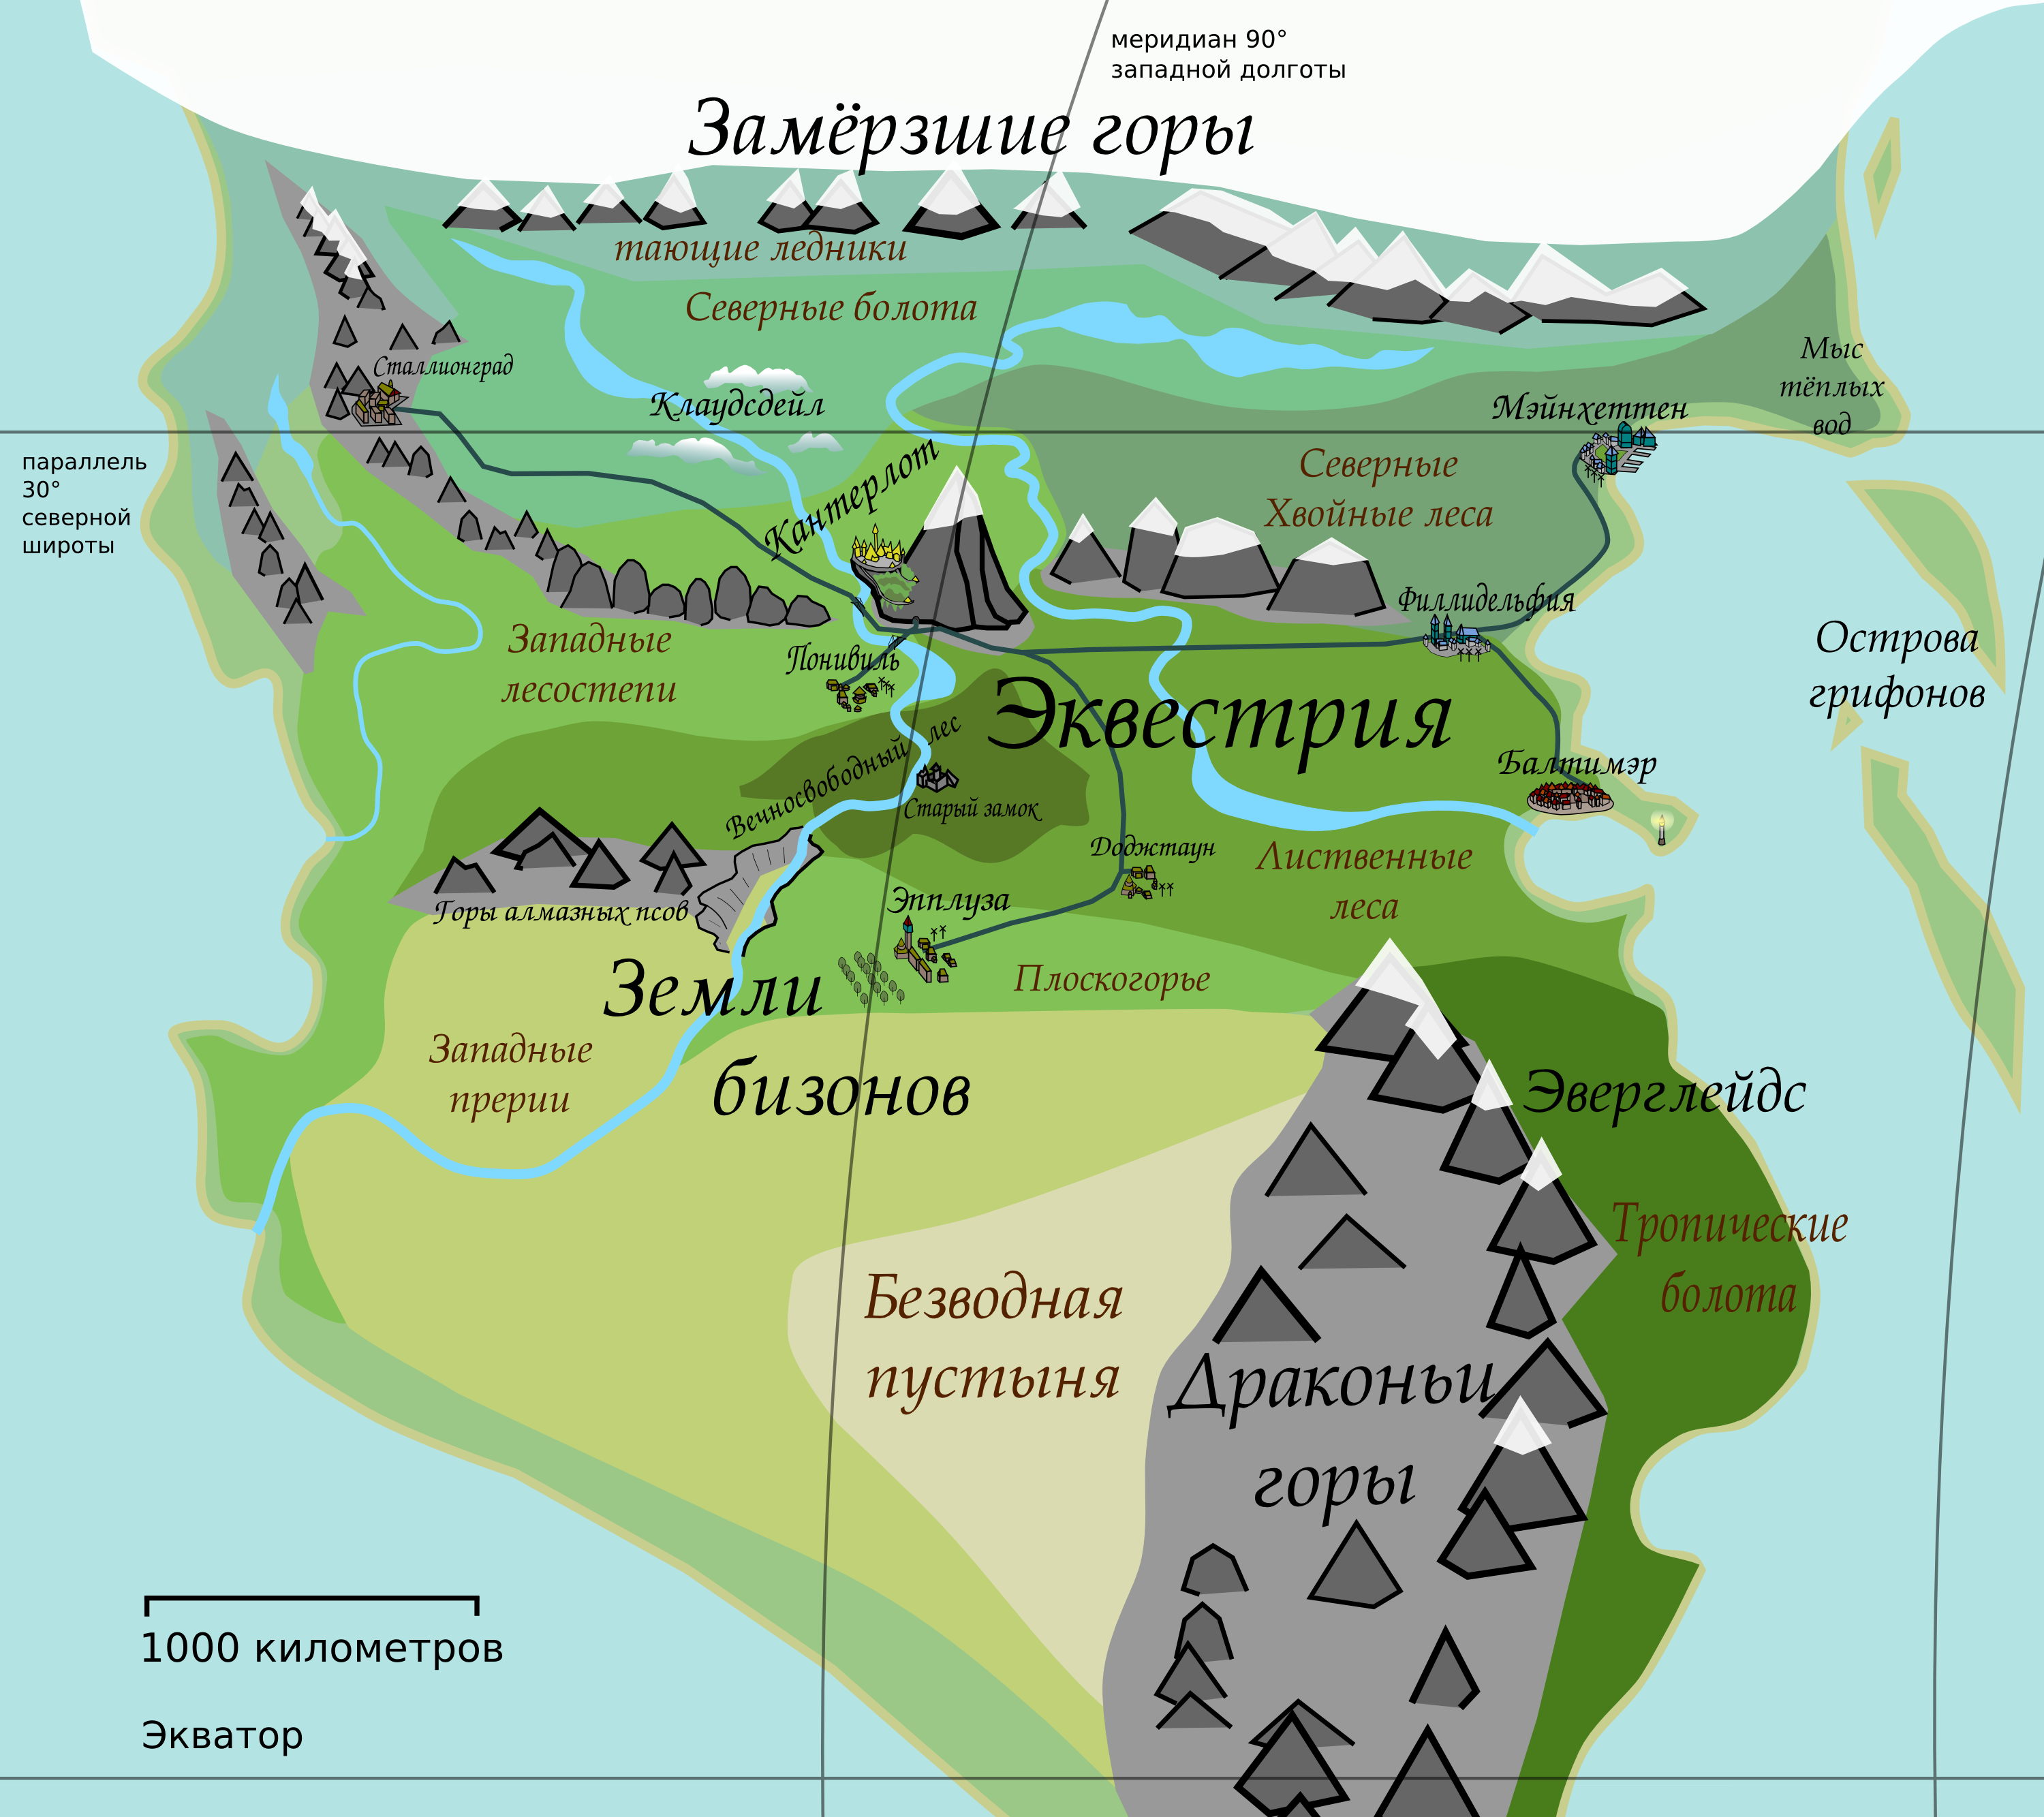 меридиан 90°
западной долготы
Замёрзшие горы
тающие ледники
Северные болота
Мыс
тёплых
вод
Сталлионград
Клаудсдейл
Мэйнхеттен
параллель
30°
северной
широты
Кантерлот
Северные
Хвойные леса
Филлидельфия
Западные
лесостепи
Понивиль
Острова
грифонов
Эквестрия
Вечносвободный лес
Старый замок
Балтимэр
Доджтаун
Лиственные
леса
Горы алмазных псов
Эпплуза
Плоскогорье
Земли
бизонов
Западные
прерии
Эверглейдс
Тропические
болота
Безводная
пустыня
Драконьи
горы
1000 километров
Экватор